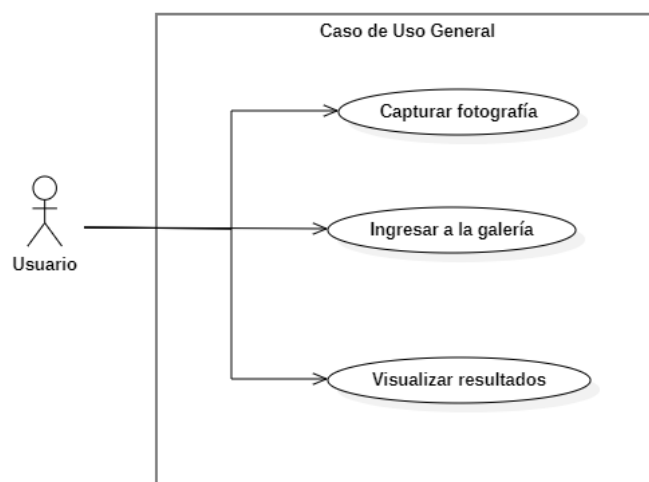 Caso de Uso General
Capturar fotografía
Ingresar a la galería
Usuario
Visualizar resultados